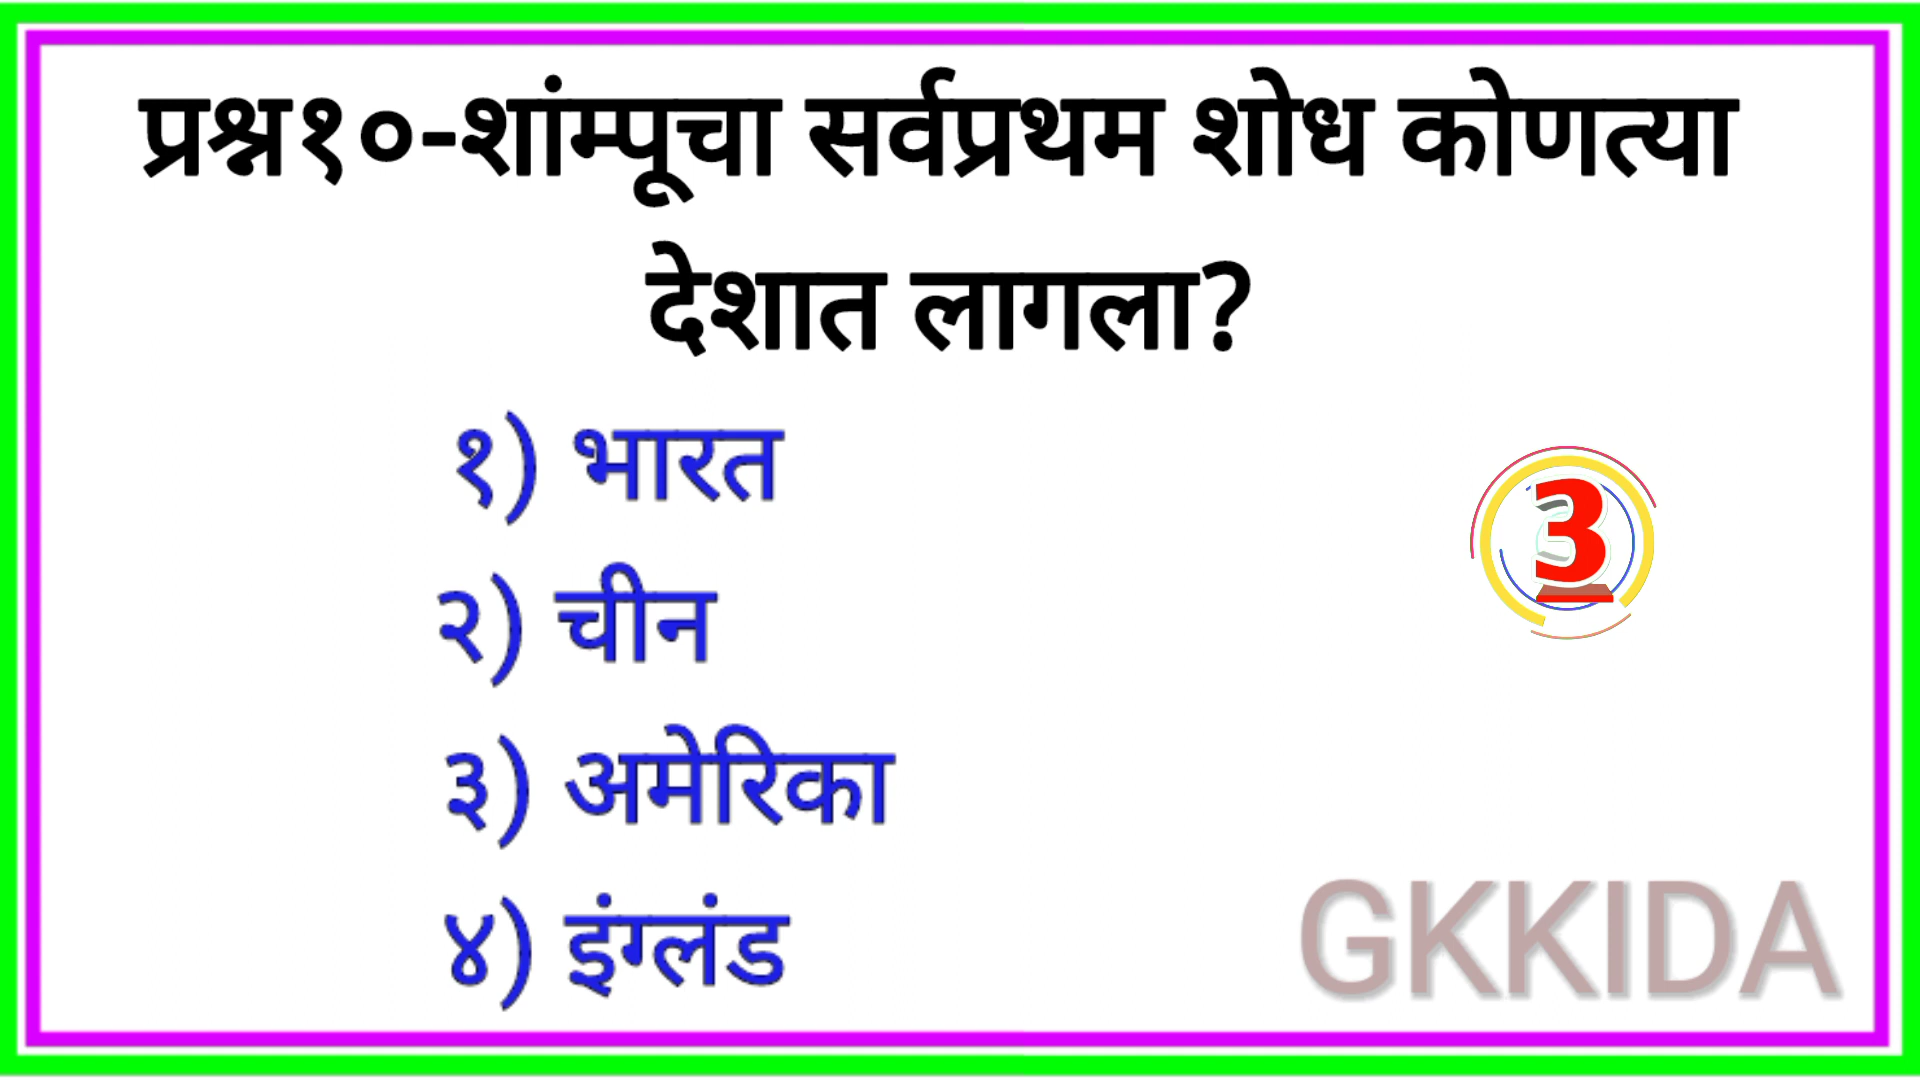 प्रश्न१०-शांम्पूचा सर्वप्रथम शोध कोणत्या
देशात लागला?
१) भारत
२) चीन
३) अमेरिका
४) इंग्लंड
3
GKKIDA